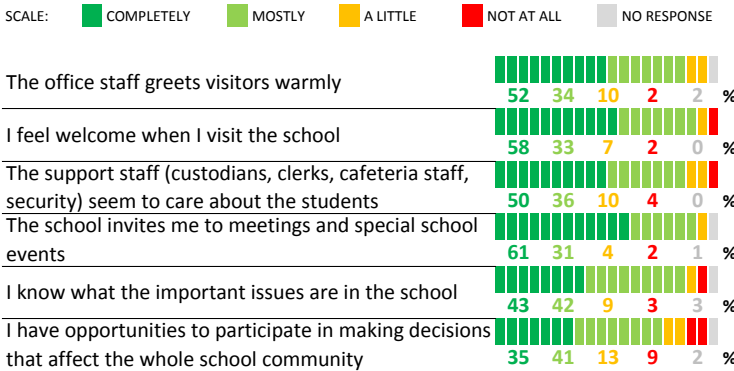 SCALE: COMPLETELY MOSTLY A LITTLE NOT AT ALL NO RESPONSE
The office staff greets visitors warmly
52 34 10 2 2 %
I feel welcome when I visit the school
58 33 7 2 0 %
The support staff (custodians, clerks, cafeteria staff,
security) seem to care about the students
50 36 10 4 0 %
The school invites me to meetings and special school
events
61 31 4 2 1 %
I know what the important issues are in the school
43 42 9 3 3 %
I have opportunities to participate in making decisions
that affect the whole school community
35 41 13 9 2 %